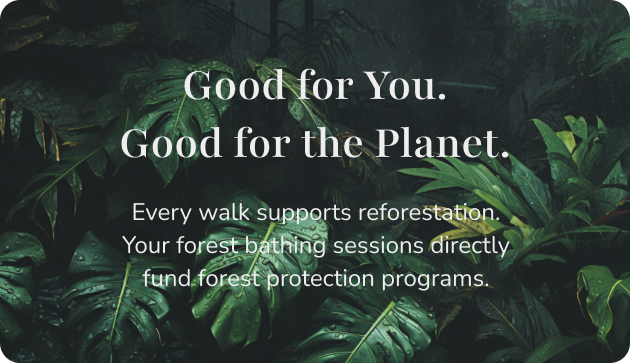 Good for You.
Good for the Planet.
Every walk supports reforestation.
Your forest bathing sessions directly
fund forest protection programs.